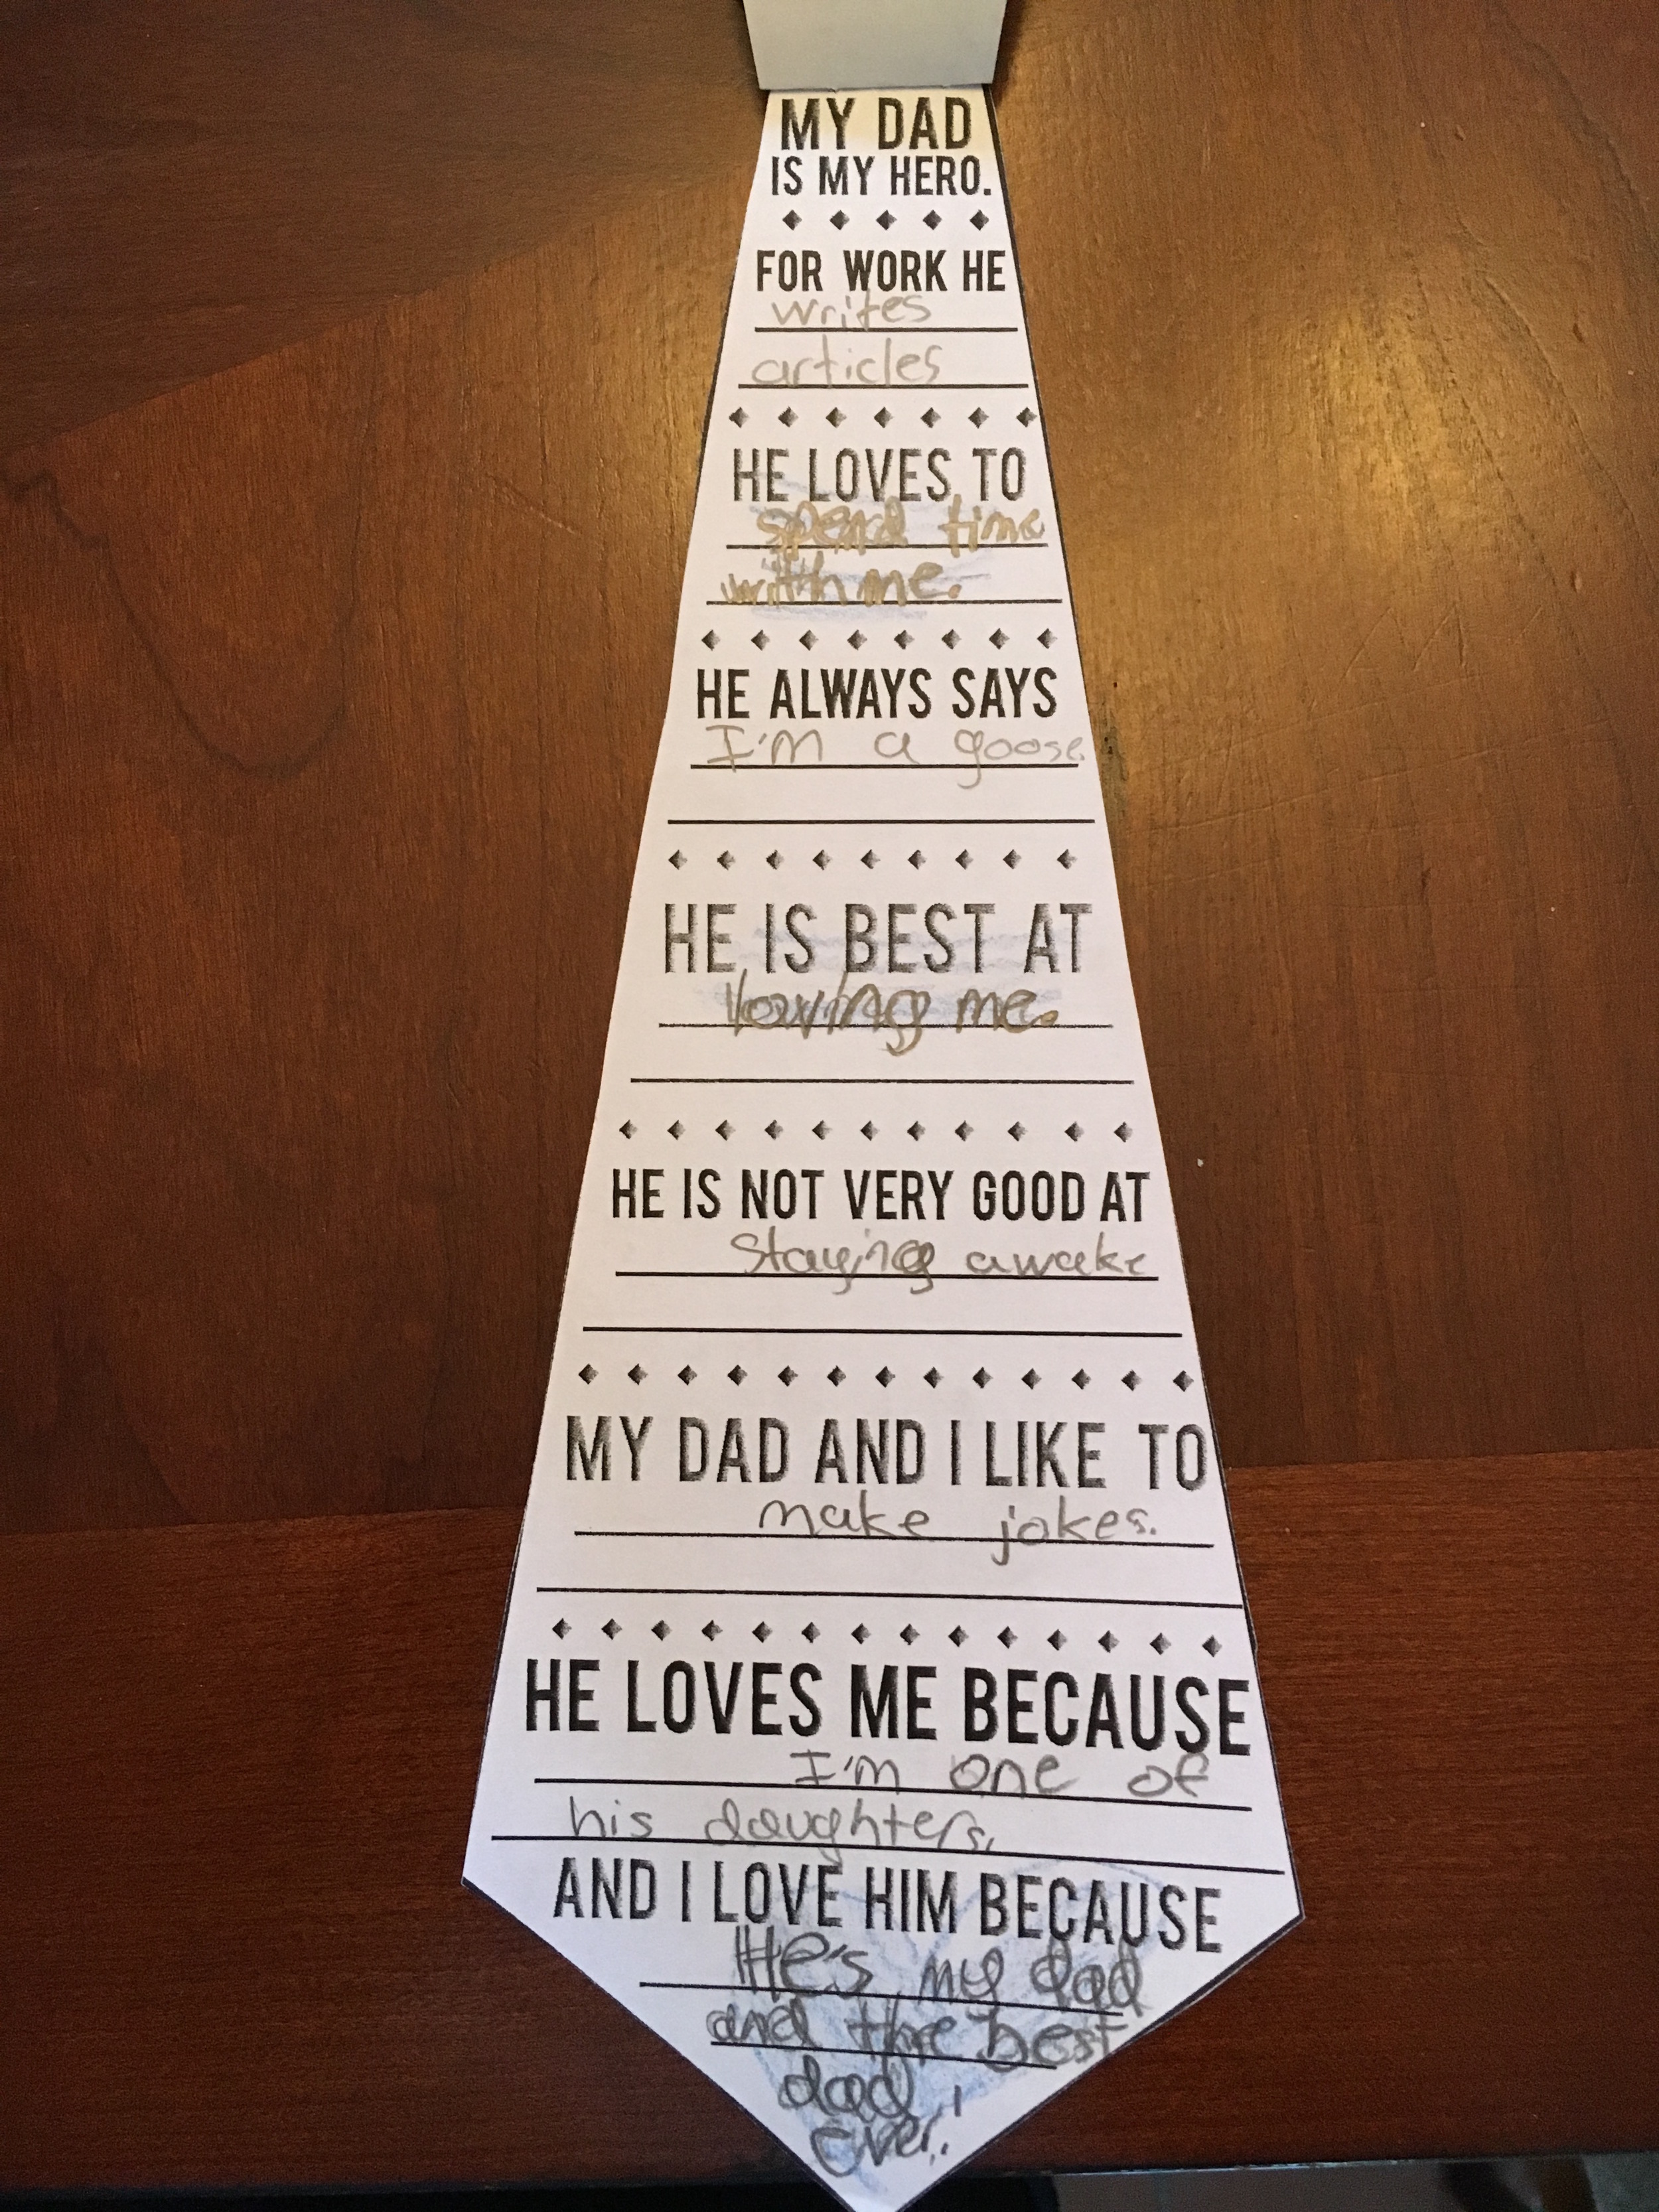 MY DAD
IS MY HERO.
FOR WORK HE
writes
articles
HE LOVES TO
spend time
with me.
HE ALWAYS SAYS
I'm a goose
HE IS BEST AT
loving me.
HE IS NOT VERY GOOD AT
Staying awake
MY DAD AND I LIKE TO
make jokes.
HE LOVES ME BECAUSE
I'm one of
his daughters.
AND I LOVE HIM BECAUSE
He's my dad
and the best
dad
ever!